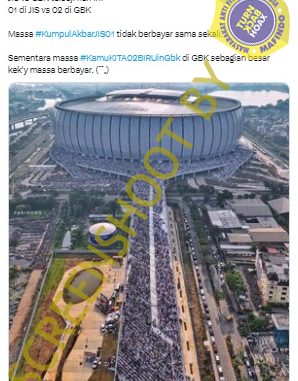 01 di JIS vs 02 di GBK
Massa #KumpulAkbarJIS01 tidak berbayar sama sekali.
Sementara massa #KamuKITA02BIRUinGbk di GBK sebagian besar
kek'y massa berbayar. (¯,¯)
TURN
BACK
HOAX
MASYARAKAT ANTI FITNAH
MAFINDO
SCREENSHOOT BY